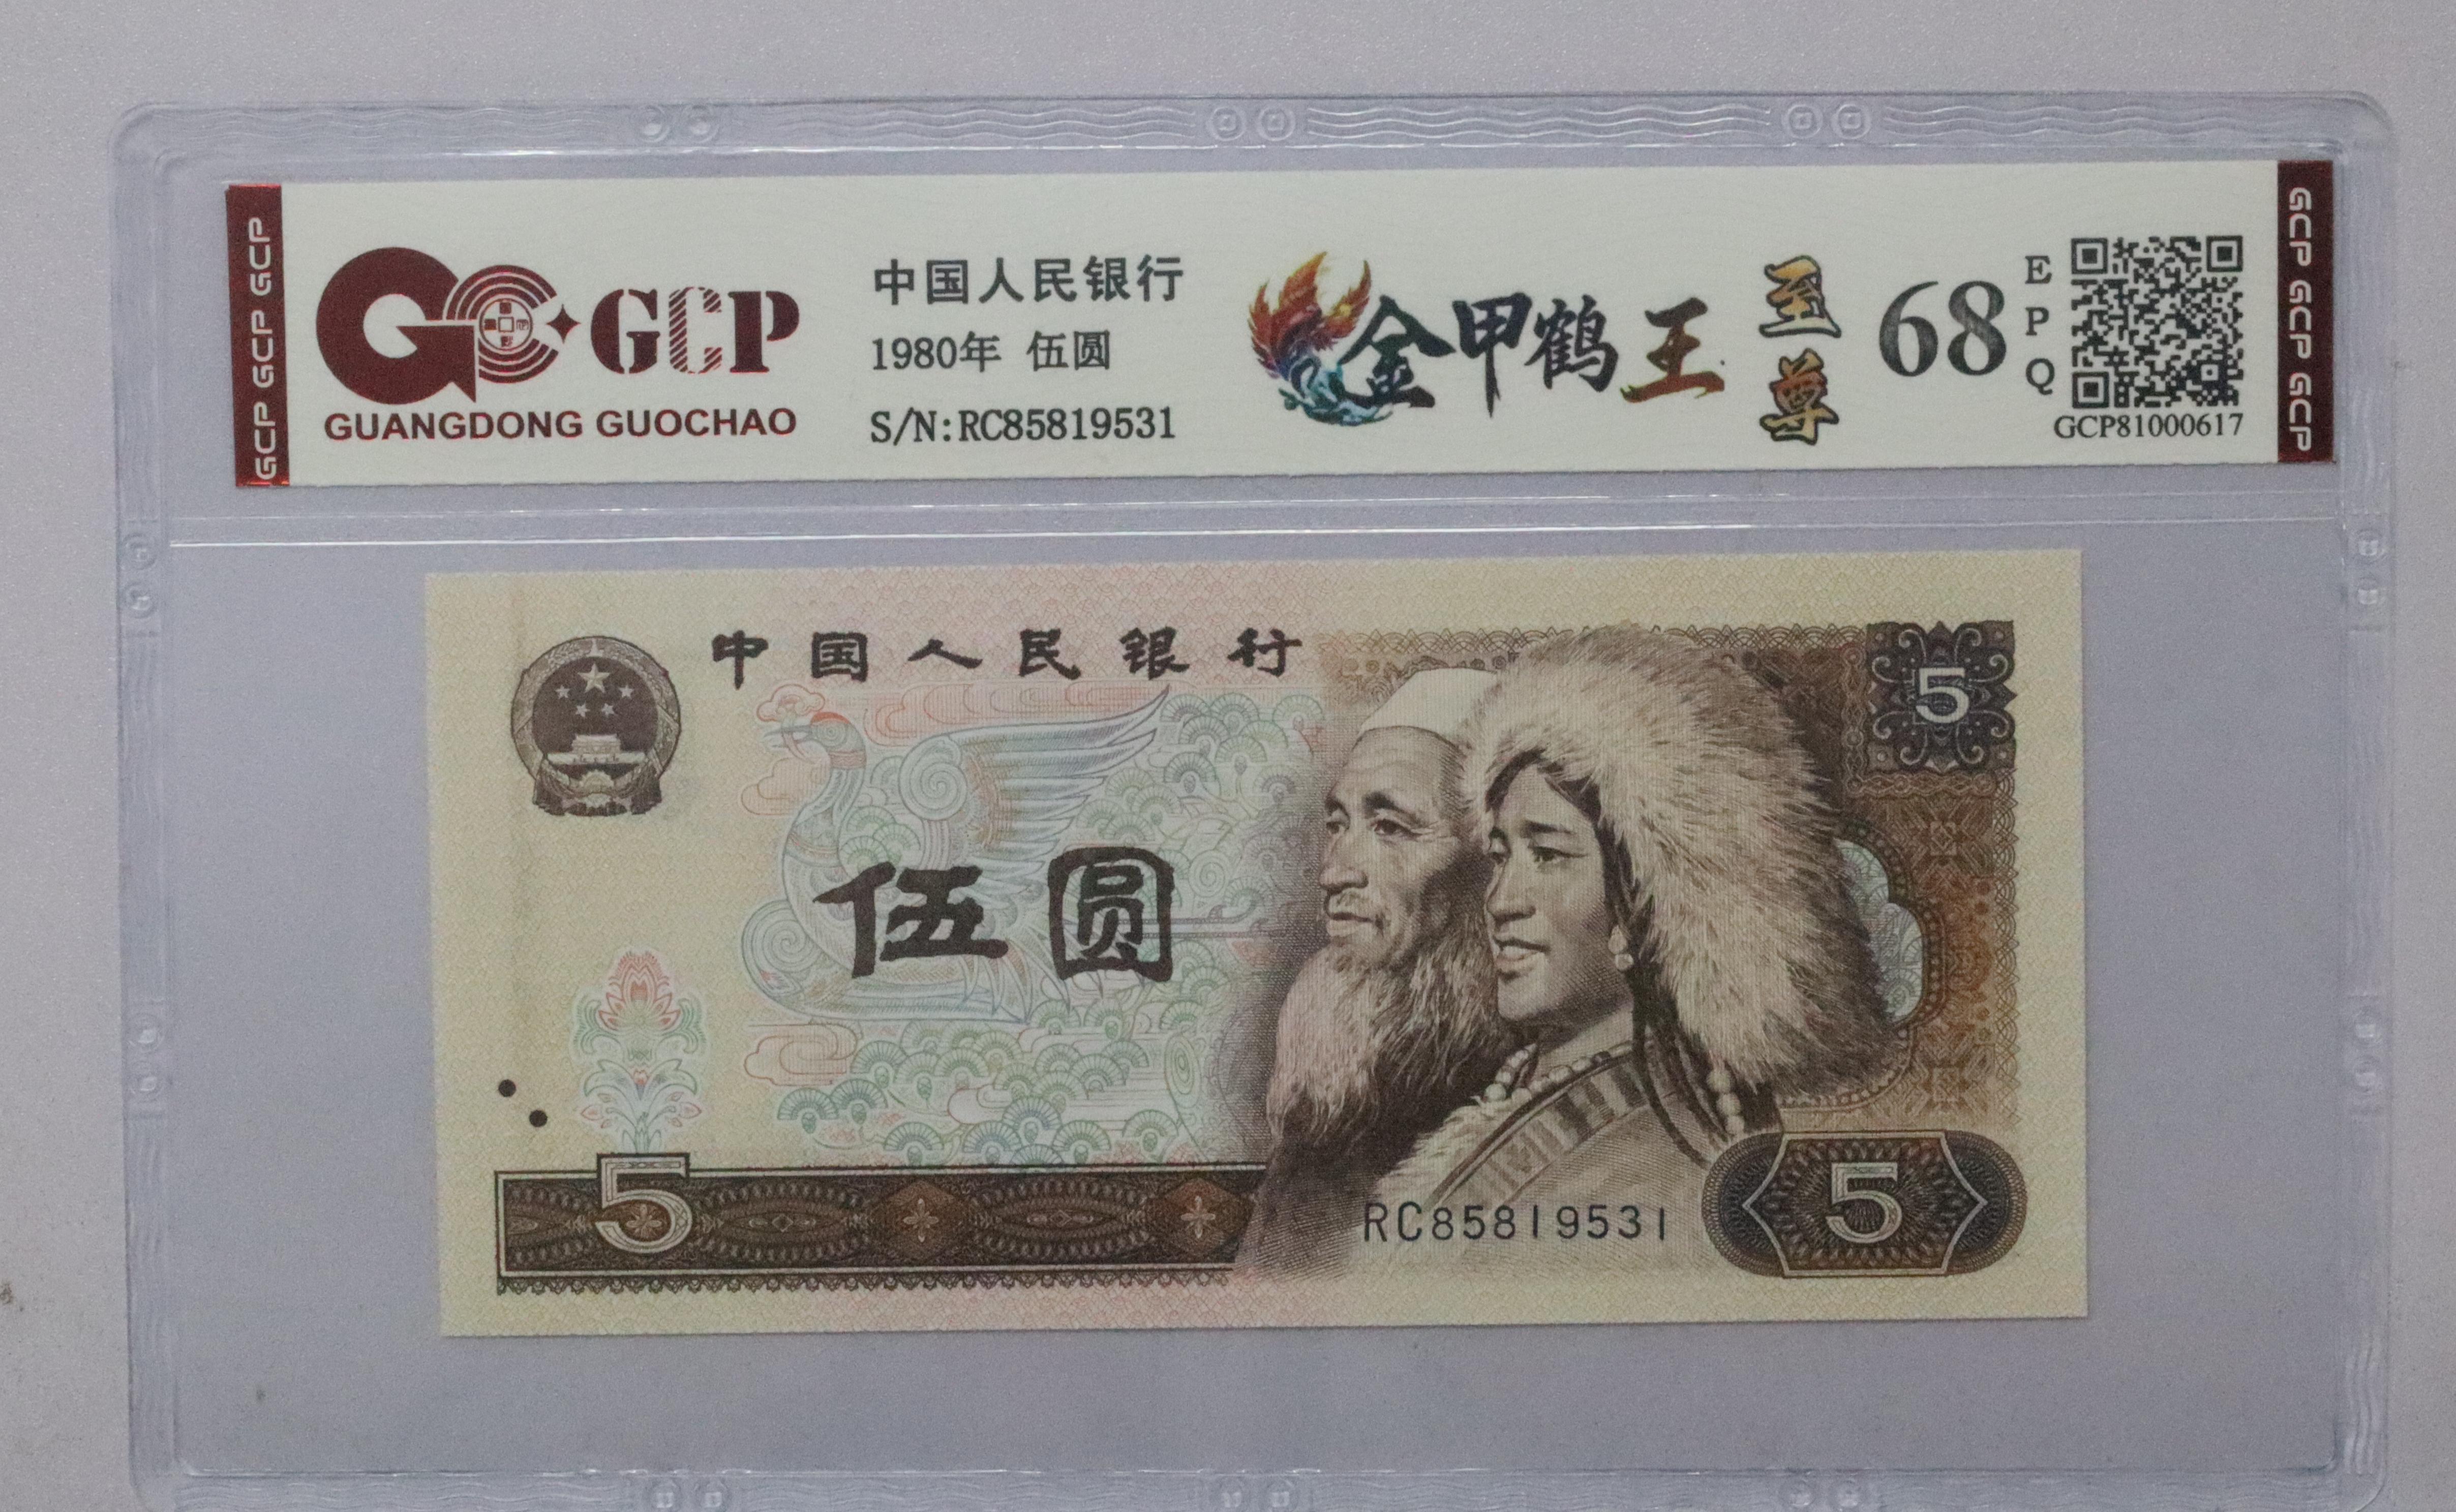 GCP GCP GCP
GCP
GUANGDONG GUOCHAO
中国人民银行
1980年 伍圆
S/N:RC85819531
金甲鹤王
至尊
68
EPQ
GCP81000617
GCP GCP GCP
中国人民银行
5
伍圆
5
RC85819531
5